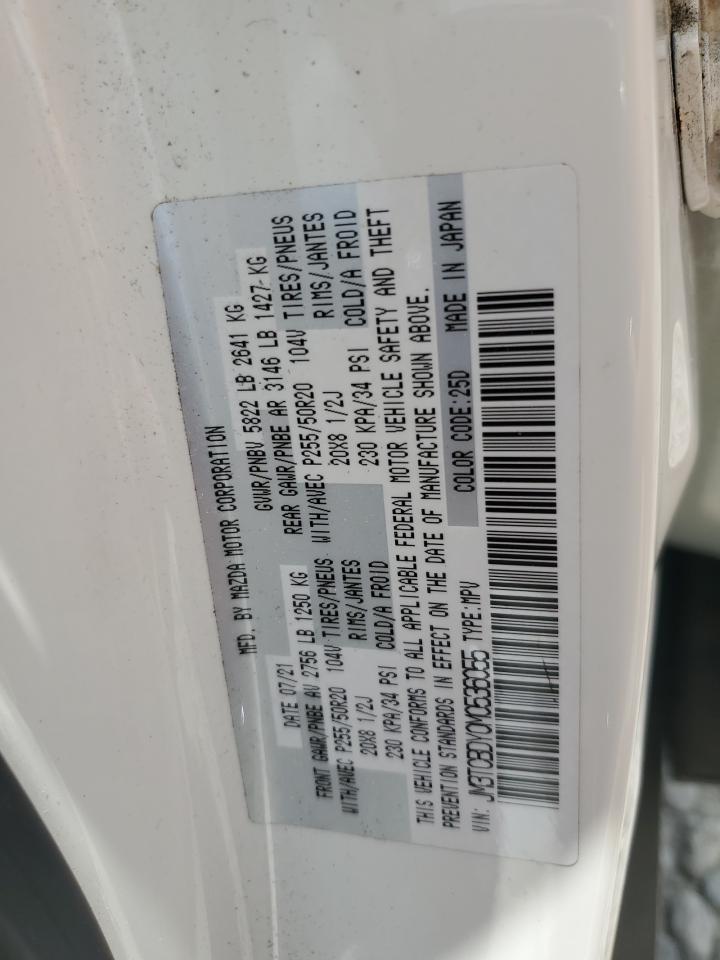 MFD. BY MAZDA MOTOR CORPORATION
DATE 07/21 GVWR/PNBV 5822 LB 2641 KG
FRONT GAWR/PNBE AV 2756 LB 1250 KG REAR GAWR/PNBE AR 3146 LB 1427 KG
WITH/AVEC P255/50R20 104V TIRES/PNEUS WITH/AVEC P255/50R20 104V TIRES/PNEUS
20X8 1/2J RIMS/JANTES 20X8 1/2J RIMS/JANTES
230 KPA/34 PSI COLD/A FROID 230 KPA/34 PSI COLD/A FROID
THIS VEHICLE CONFORMS TO ALL APPLICABLE FEDERAL MOTOR VEHICLE SAFETY AND THEFT
PREVENTION STANDARDS IN EFFECT ON THE DATE OF MANUFACTURE SHOWN ABOVE.
VIN: JM3TCBDY0M0536055 TYPE:MPV COLOR CODE:25D MADE IN JAPAN